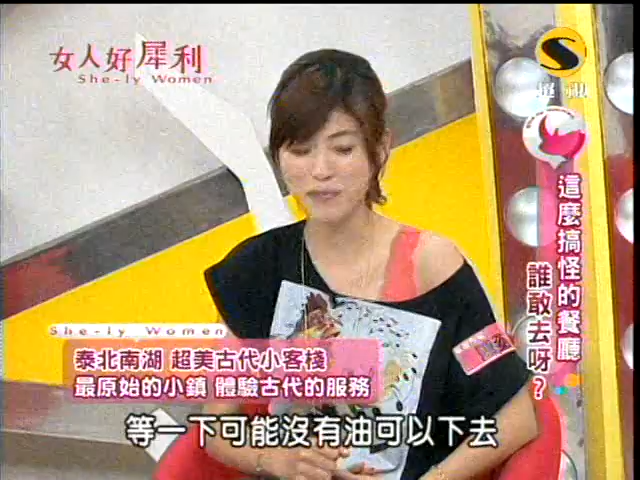 女人好犀利
She-ly Women
超視
這麼搞怪的餐廳
誰敢去呀?
She-ly Women
泰北南湖 超美古代小客棧
最原始的小鎮 體驗古代的服務
等一下可能沒有油可以下去